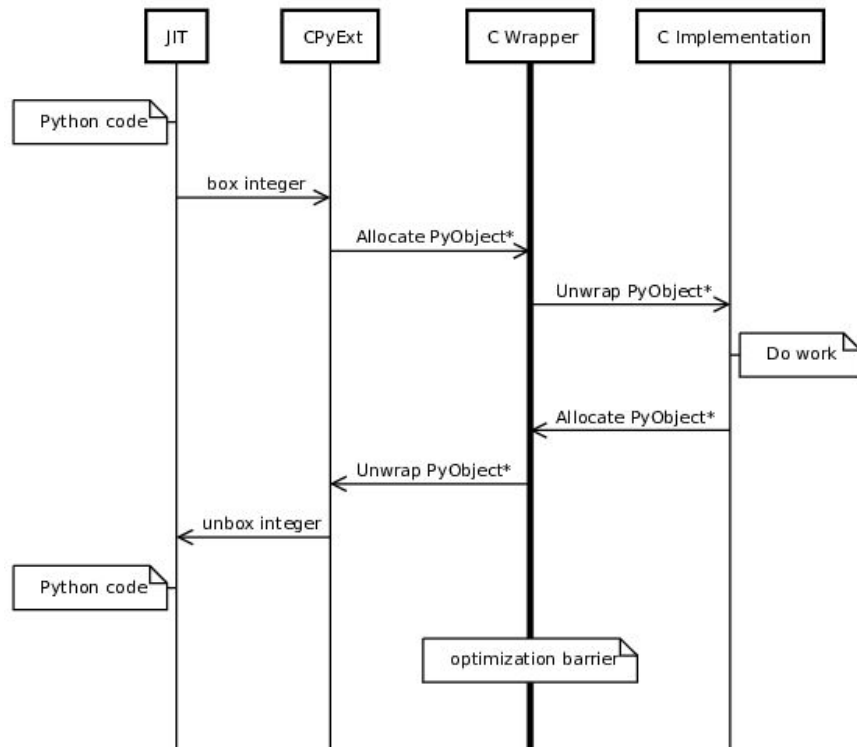 JIT
CPyExt
C Wrapper
C Implementation
Python code
box integer
Allocate PyObject*
Unwrap PyObject*
Do work
Allocate PyObject*
Unwrap PyObject*
unbox integer
Python code
optimization barrier